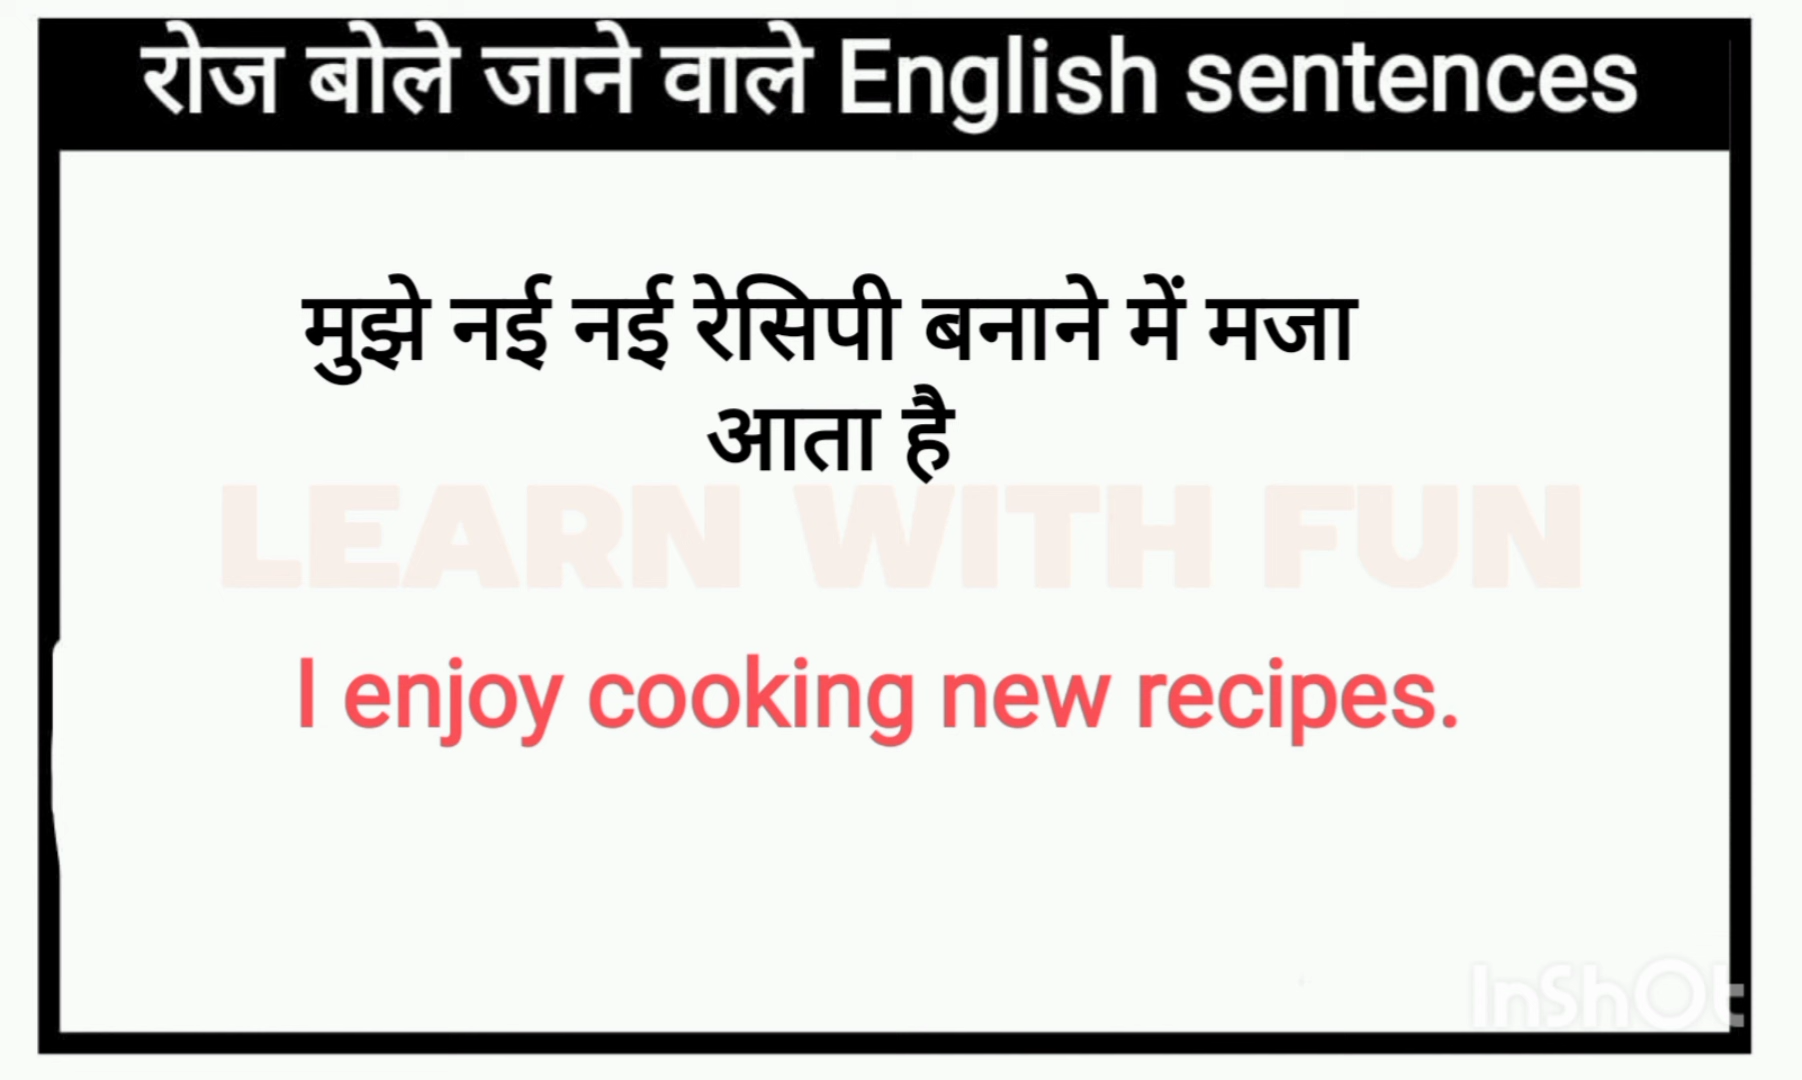 रोज बोले जाने वाले English sentences
मुझे नई नई रेसिपी बनाने में मजा
आता है
LEARN WITH FUN
I enjoy cooking new recipes.
InShOt